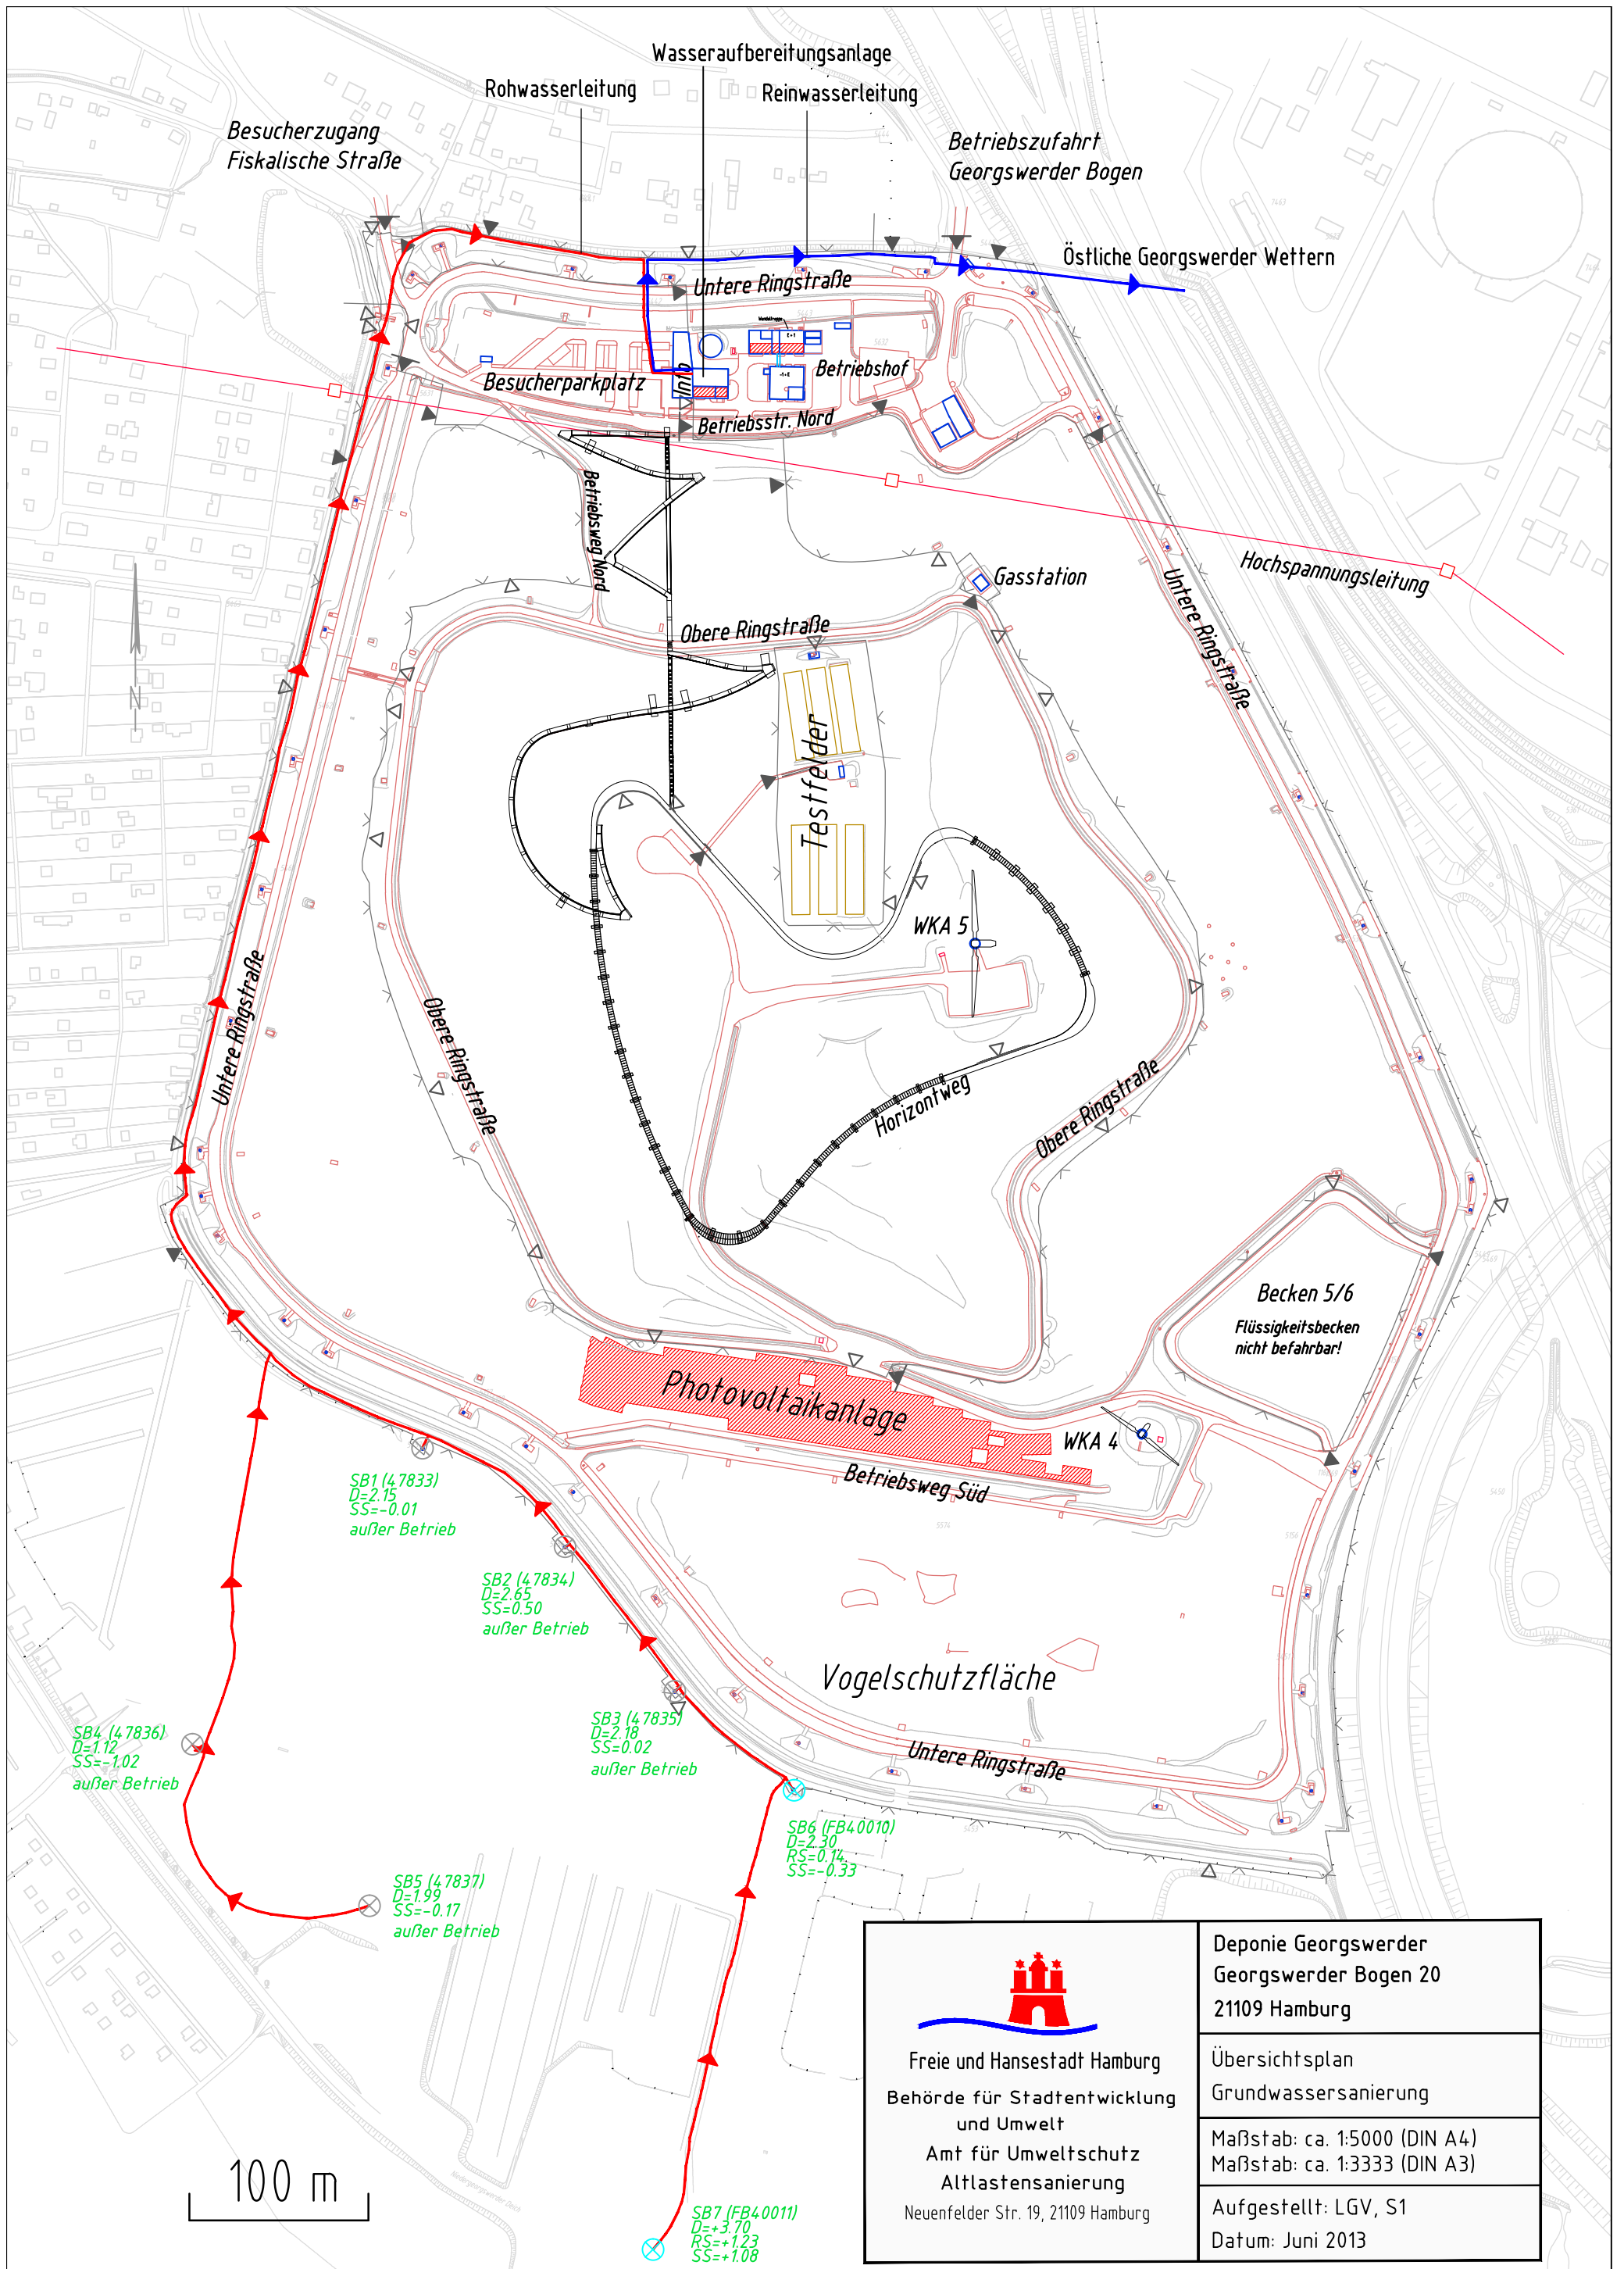 Wasseraufbereitungsanlage
Rohwasserleitung
Reinwasserleitung
Besucherzugang
Fiskalische Straße
Betriebszufahrt
Georgswerder Bogen
Östliche Georgswerder Wettern
Untere Ringstraße
Besucherparkplatz
Info
Betriebshof
Betriebsstr. Nord
Betriebsweg Nord
Hochspannungsleitung
Gasstation
Untere Ringstraße
Obere Ringstraße
Testfelder
WKA 5
Untere Ringstraße
Obere Ringstraße
Horizontweg
Obere Ringstraße
Becken 5/6
Flüssigkeitsbecken
nicht befahrbar!
Photovoltaikanlage
WKA 4
Betriebsweg Süd
SB1 (47833)
D=2.15
SS=-0.01
außer Betrieb
SB2 (47834)
D=2.65
SS=0.50
außer Betrieb
Vogelschutzfläche
SB3 (47835)
D=2.18
SS=0.02
außer Betrieb
SB4 (47836)
D=1.12
SS=-1.02
außer Betrieb
Untere Ringstraße
SB6 (FB40010)
D=2.30
RS=0.14
SS=-0.33
SB5 (47837)
D=1.99
SS=-0.17
außer Betrieb
N
100 m
SB7 (FB40011)
D=+3.70
RS=+1.23
SS=+1.08
Freie und Hansestadt Hamburg
Behörde für Stadtentwicklung
und Umwelt
Amt für Umweltschutz
Altlastensanierung
Neuenfelder Str. 19, 21109 Hamburg
Deponie Georgswerder
Georgswerder Bogen 20
21109 Hamburg
Übersichtsplan
Grundwassersanierung
Maßstab: ca. 1:5000 (DIN A4)
Maßstab: ca. 1:3333 (DIN A3)
Aufgestellt: LGV, S1
Datum: Juni 2013